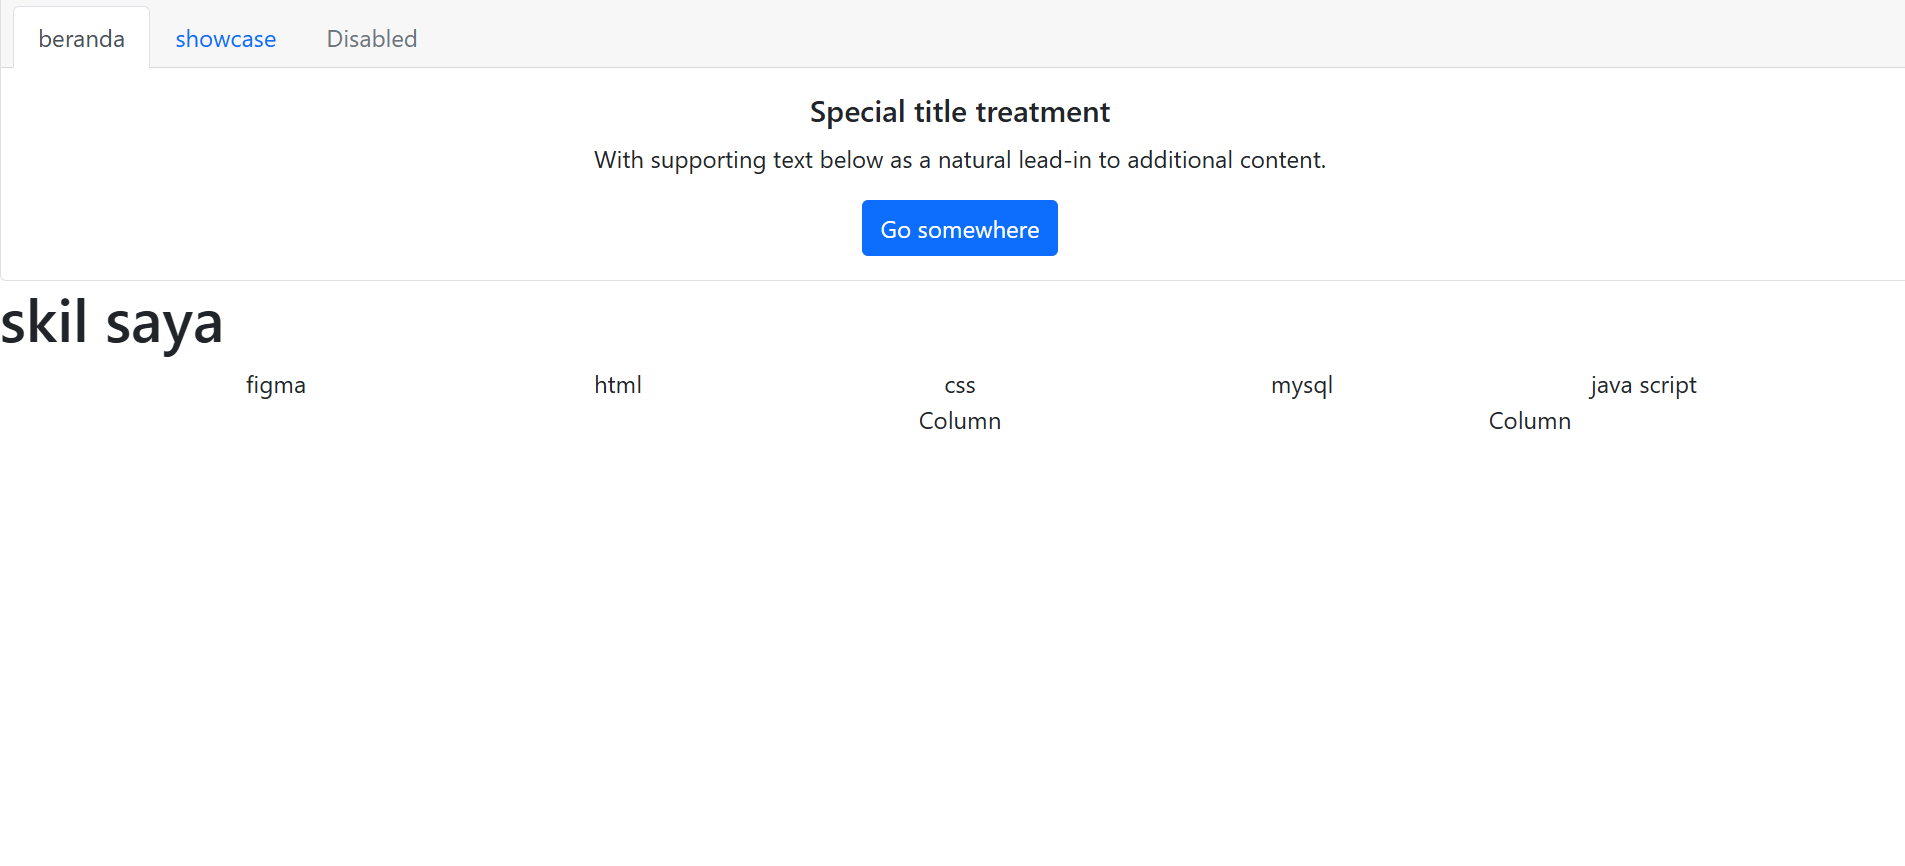 beranda showcase Disabled
Special title treatment
With supporting text below as a natural lead-in to additional content.
Go somewhere
skil saya
figma html css mysql java script
Column Column